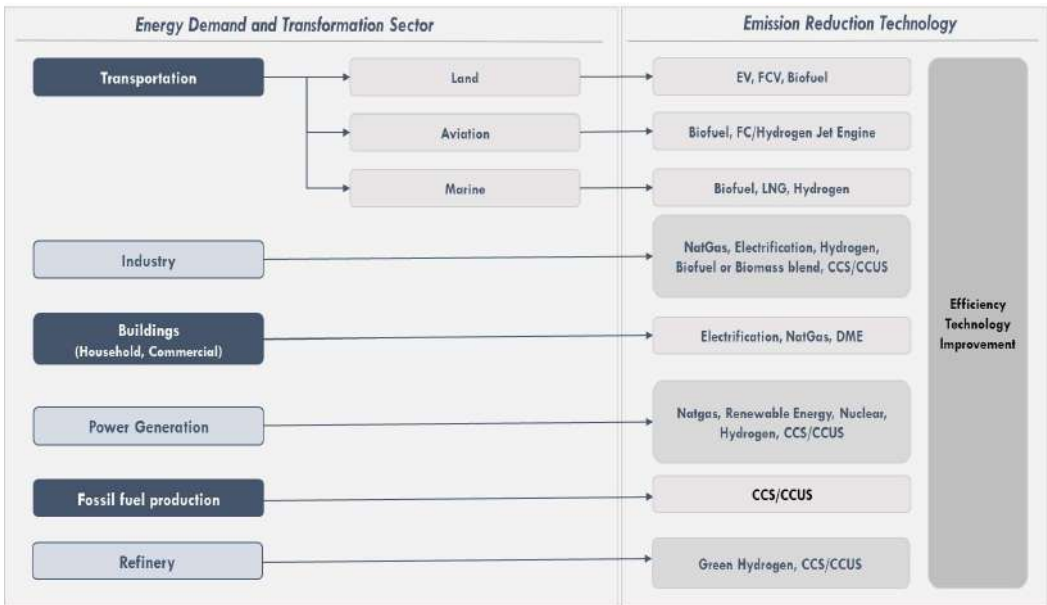 Energy Demand and Transformation Sector
Emission Reduction Technology
Transportation
Land
EV, FCV, Biofuel
Aviation
Biofuel, FC/Hydrogen Jet Engine
Marine
Biofuel, LNG, Hydrogen
Industry
NatGas, Electrification, Hydrogen,
Biofuel or Biomass blend, CCS/CCUS
Buildings
(Household, Commercial)
Electrification, NatGas, DME
Power Generation
Natgas, Renewable Energy, Nuclear,
Hydrogen, CCS/CCUS
Fossil fuel production
CCS/CCUS
Refinery
Green Hydrogen, CCS/CCUS
Efficiency
Technology
Improvement